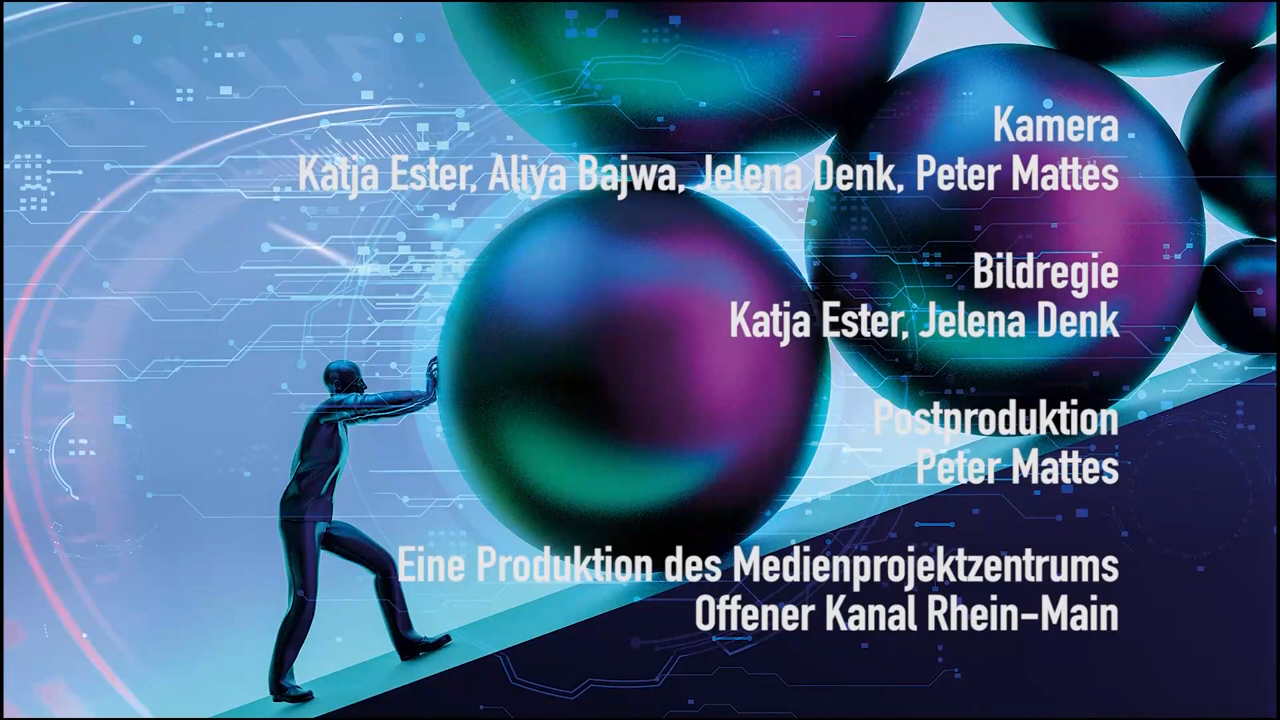 Kamera
Katja Ester, Aliya Bajwa, Jelena Denk, Peter Mattes
Bildregie
Katja Ester, Jelena Denk
Postproduktion
Peter Mattes
Eine Produktion des Medienprojektzentrums
Offener Kanal Rhein-Main